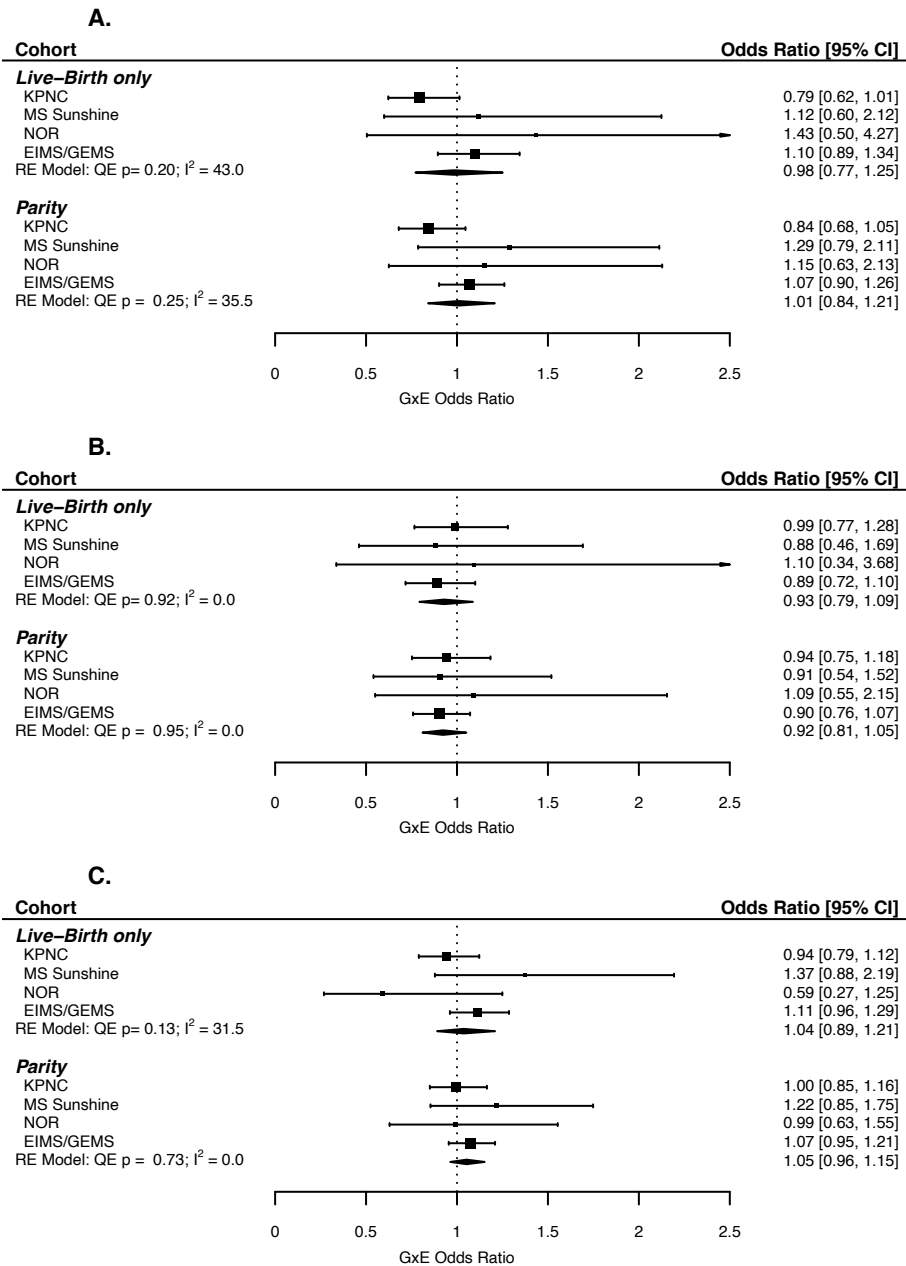 A.
Cohort Odds Ratio [95% CI]
Live−Birth only
KPNC 0.79 [0.62, 1.01]
MS Sunshine 1.12 [0.60, 2.12]
NOR 1.43 [0.50, 4.27]
EIMS/GEMS 1.10 [0.89, 1.34]
RE Model: QE p= 0.20; I² = 43.0 0.98 [0.77, 1.25]
Parity
KPNC 0.84 [0.68, 1.05]
MS Sunshine 1.29 [0.79, 2.11]
NOR 1.15 [0.63, 2.13]
EIMS/GEMS 1.07 [0.90, 1.26]
RE Model: QE p = 0.25; I² = 35.5 1.01 [0.84, 1.21]
0 0.5 1 1.5 2 2.5
GxE Odds Ratio
B.
Cohort Odds Ratio [95% CI]
Live−Birth only
KPNC 0.99 [0.77, 1.28]
MS Sunshine 0.88 [0.46, 1.69]
NOR 1.10 [0.34, 3.68]
EIMS/GEMS 0.89 [0.72, 1.10]
RE Model: QE p= 0.92; I² = 0.0 0.93 [0.79, 1.09]
Parity
KPNC 0.94 [0.75, 1.18]
MS Sunshine 0.91 [0.54, 1.52]
NOR 1.09 [0.55, 2.15]
EIMS/GEMS 0.90 [0.76, 1.07]
RE Model: QE p = 0.95; I² = 0.0 0.92 [0.81, 1.05]
0 0.5 1 1.5 2 2.5
GxE Odds Ratio
C.
Cohort Odds Ratio [95% CI]
Live−Birth only
KPNC 0.94 [0.79, 1.12]
MS Sunshine 1.37 [0.88, 2.19]
NOR 0.59 [0.27, 1.25]
EIMS/GEMS 1.11 [0.96, 1.29]
RE Model: QE p= 0.13; I² = 31.5 1.04 [0.89, 1.21]
Parity
KPNC 1.00 [0.85, 1.16]
MS Sunshine 1.22 [0.85, 1.75]
NOR 0.99 [0.63, 1.55]
EIMS/GEMS 1.07 [0.95, 1.21]
RE Model: QE p = 0.73; I² = 0.0 1.05 [0.96, 1.15]
0 0.5 1 1.5 2 2.5
GxE Odds Ratio